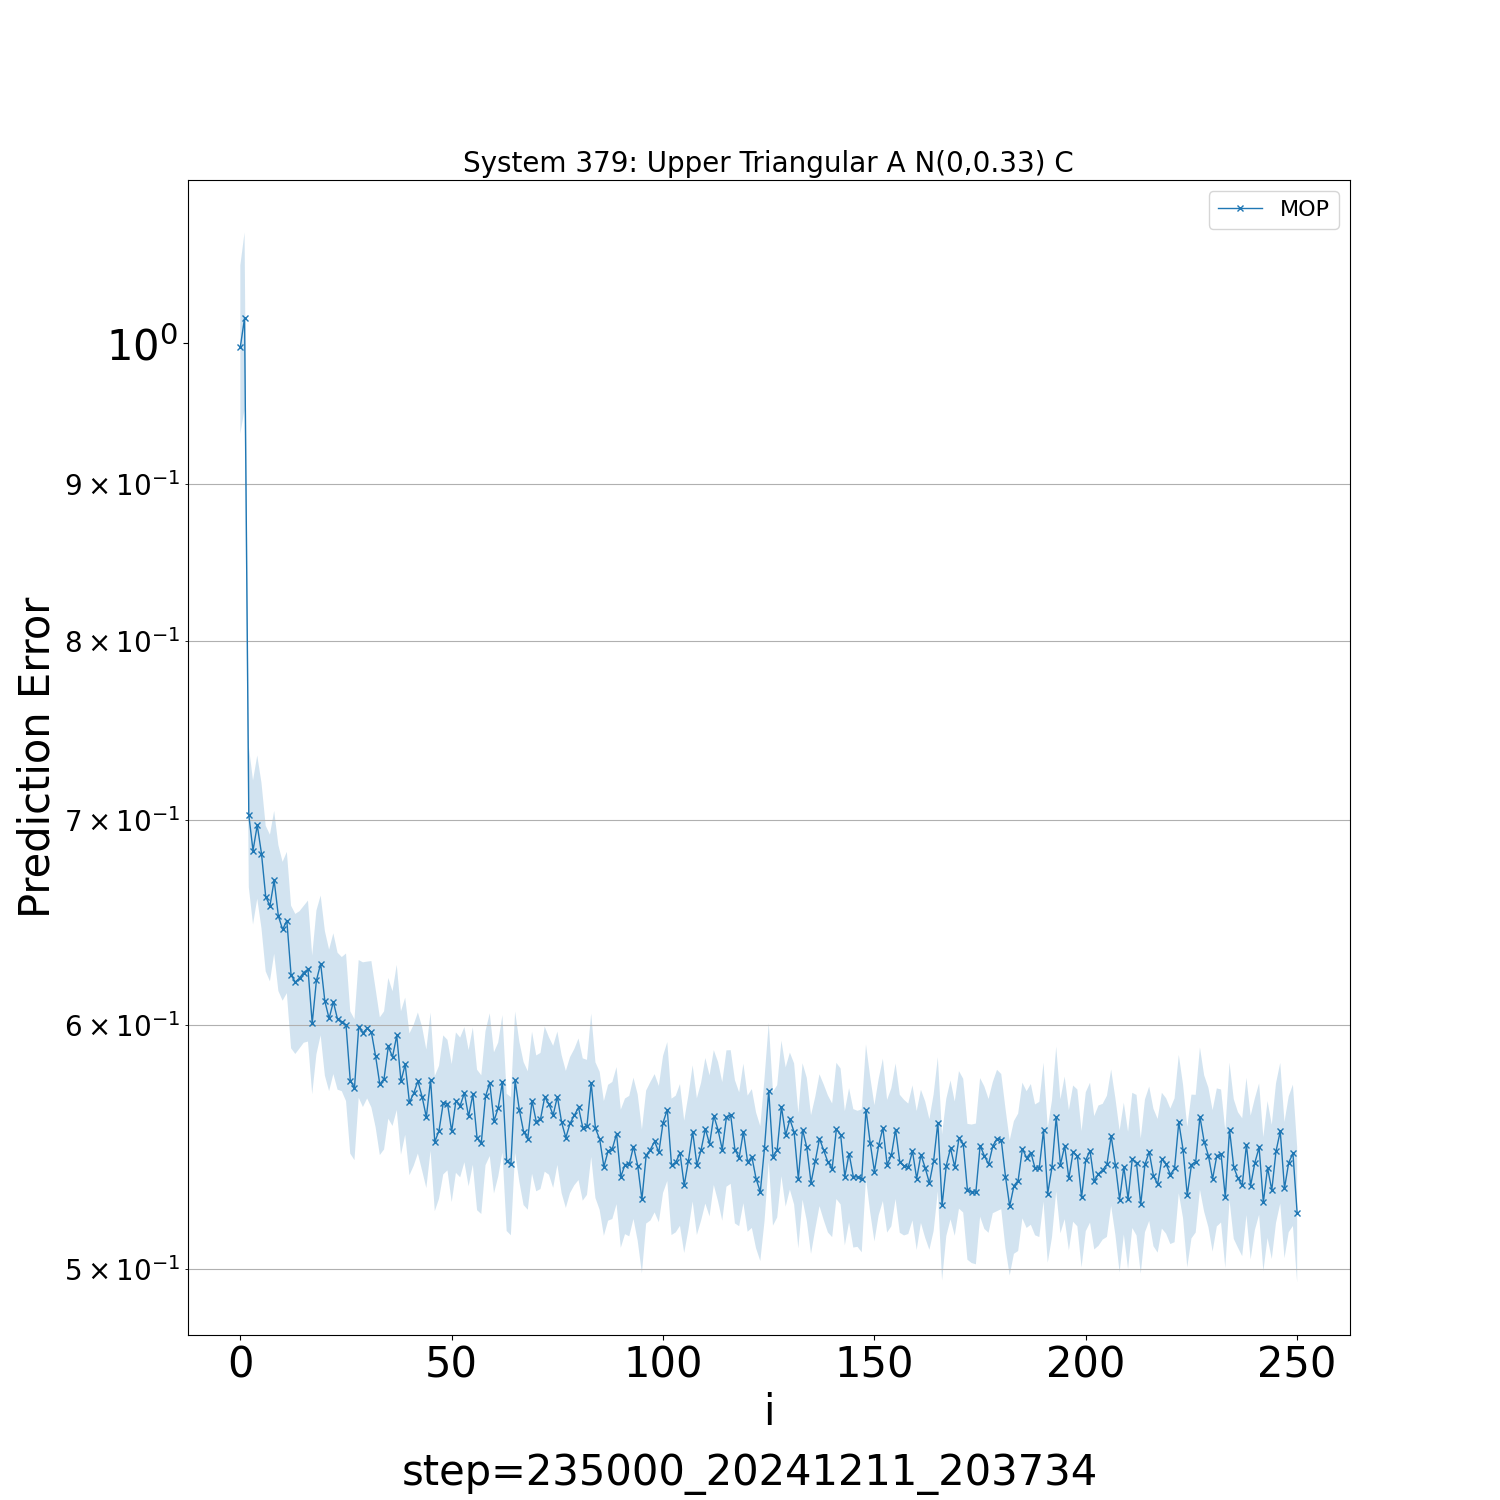 System 379: Upper Triangular A N(0,0.33) C
MOP
10⁰
9 × 10⁻¹
8 × 10⁻¹
7 × 10⁻¹
6 × 10⁻¹
5 × 10⁻¹
Prediction Error
0 50 100 150 200 250
i
step=235000_20241211_203734